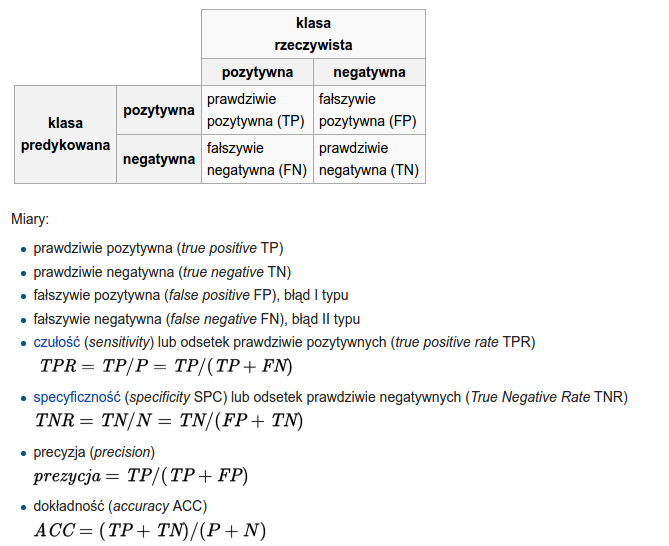 klasa
rzeczywista
pozytywna negatywna
klasa
predykowana
pozytywna
prawdziwie
pozytywna (TP)
fałszywie
pozytywna (FP)
negatywna
fałszywie
negatywna (FN)
prawdziwie
negatywna (TN)
Miary:
prawdziwie pozytywna (true positive TP)
prawdziwie negatywna (true negative TN)
fałszywie pozytywna (false positive FP), błąd I typu
fałszywie negatywna (false negative FN), błąd II typu
czułość (sensitivity) lub odsetek prawdziwie pozytywnych (true positive rate TPR)
TPR = TP/P = TP/(TP + FN)
specyficzność (specificity SPC) lub odsetek prawdziwie negatywnych (True Negative Rate TNR)
TNR = TN/N = TN/(FP + TN)
precyzja (precision)
prezycja = TP/(TP + FP)
dokładność (accuracy ACC)
ACC = (TP + TN)/(P + N)